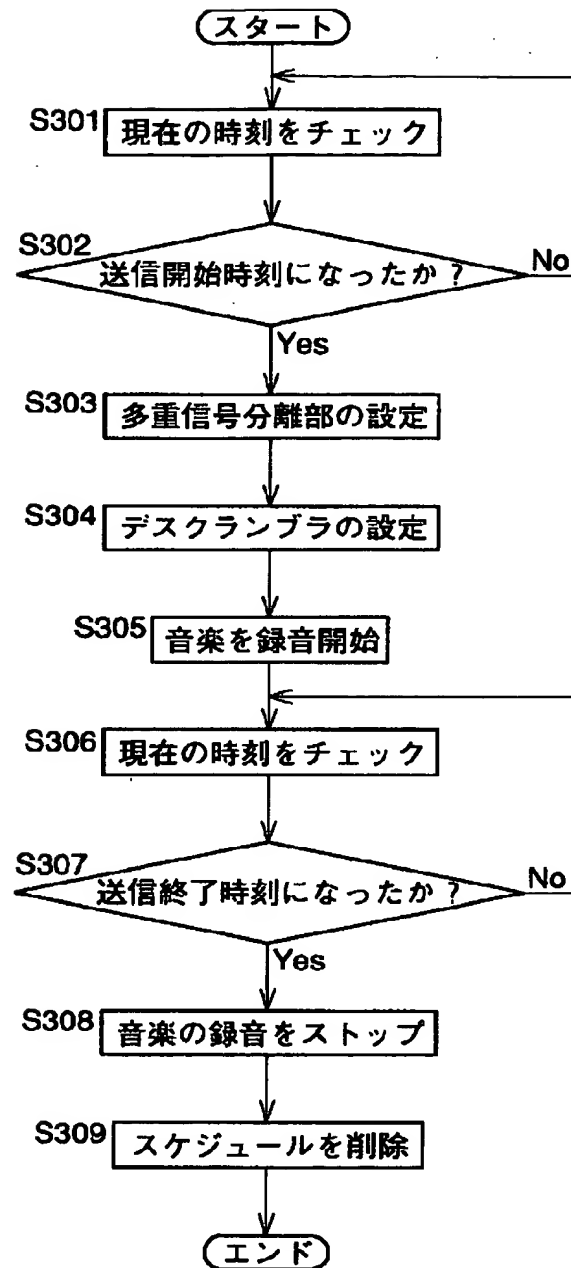 スタート
S301 現在の時刻をチェック
S302 送信開始時刻になったか？ No
Yes
S303 多重信号分離部の設定
S304 デスクランブラの設定
S305 音楽を録音開始
S306 現在の時刻をチェック
S307 送信終了時刻になったか？ No
Yes
S308 音楽の録音をストップ
S309 スケジュールを削除
エンド